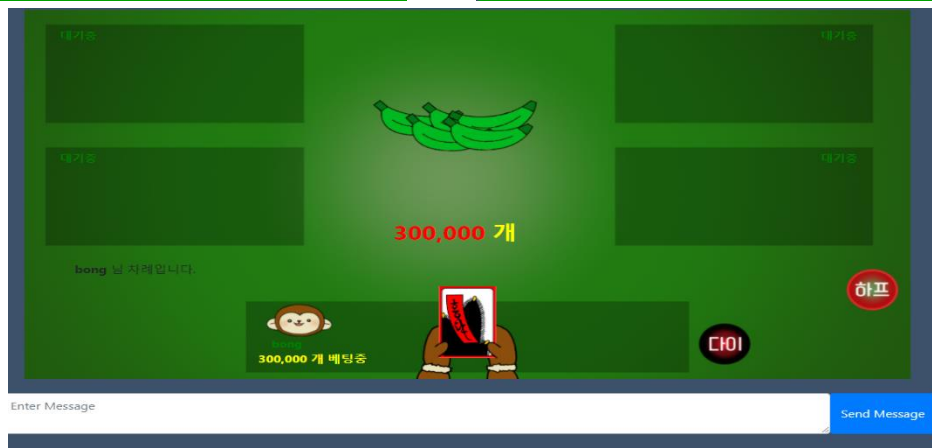 대기중
대기중
대기중
대기중
300,000 개
bong 님 차례입니다.
하프
bong
300,000 개 베팅중
다이
Enter Message
Send Message